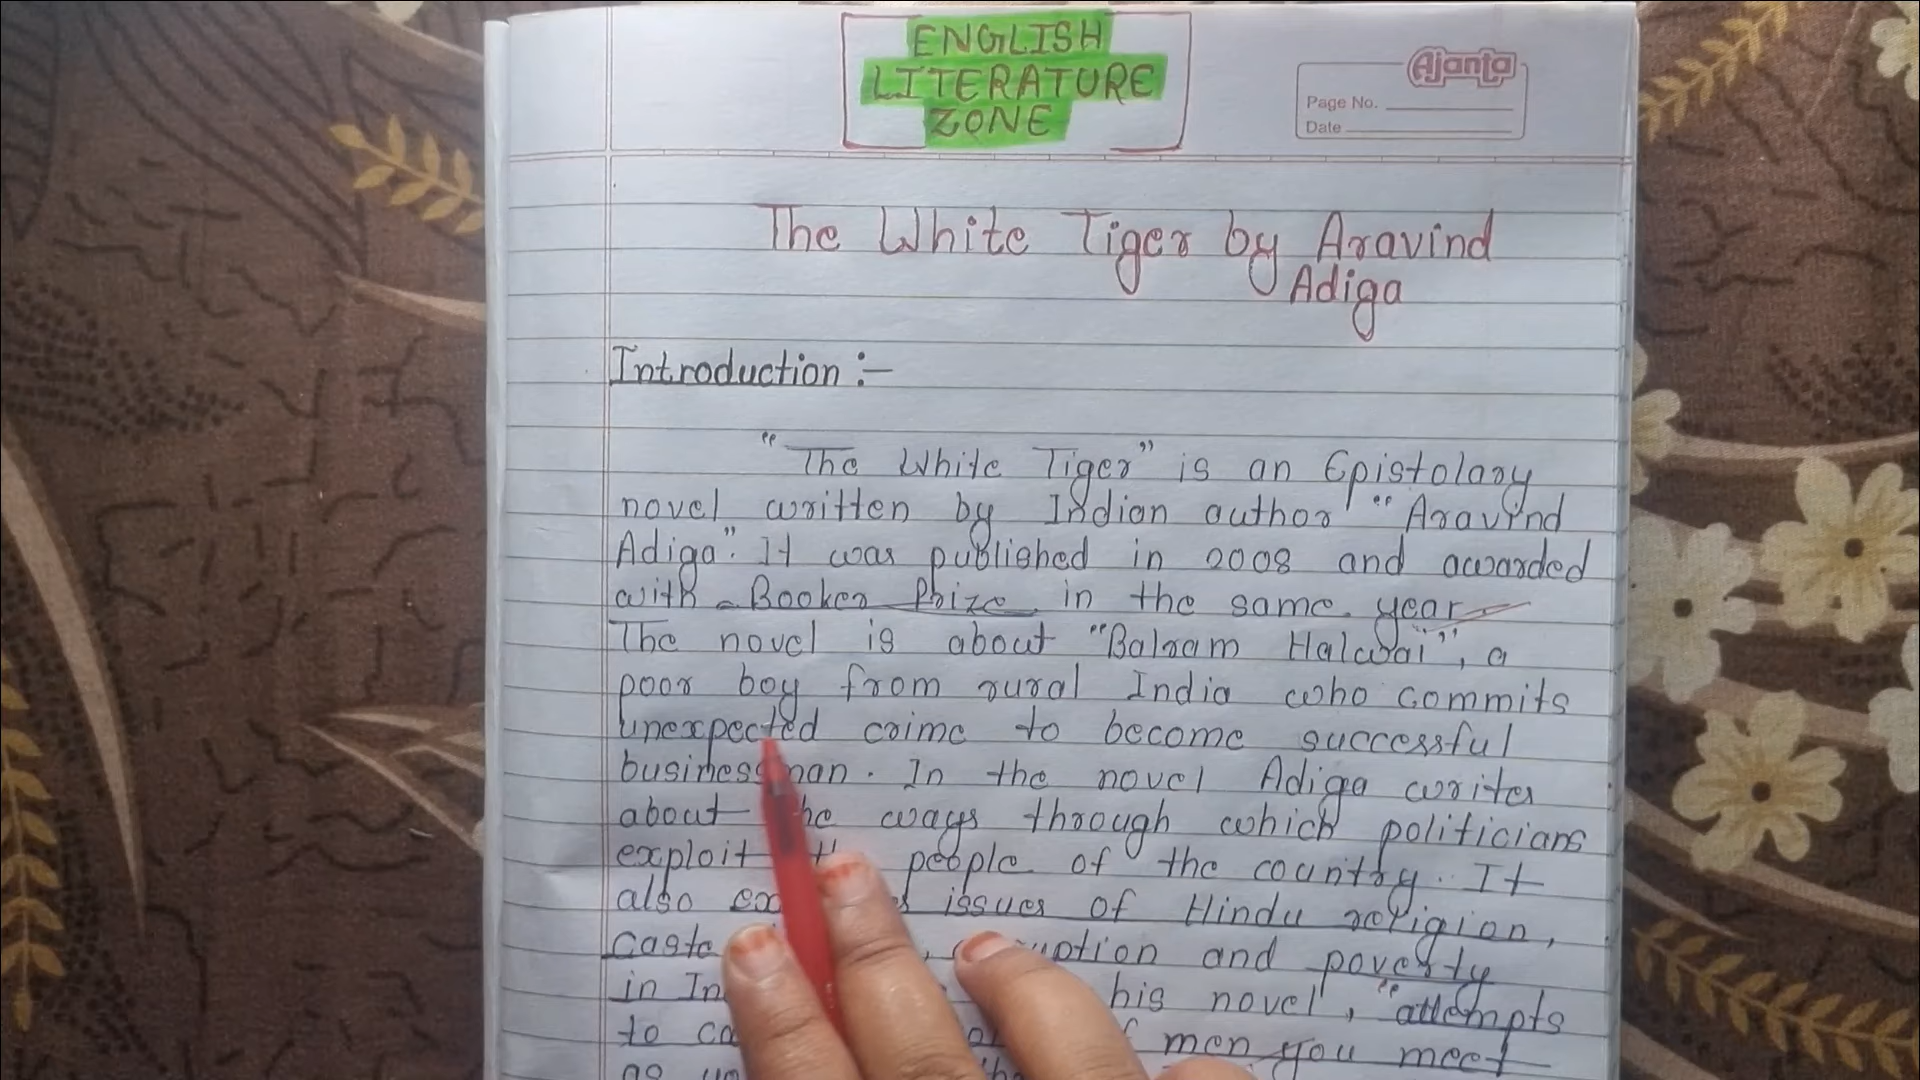 ENGLISH
LITERATURE
ZONE
Ajanta
Page No.
Date
The White Tiger by Aravind
Adiga
Introduction :-
"The White Tiger" is an Epistolary
novel written by Indian author "Aravind
Adiga". It was published in 2008 and awarded
with Booker Prize in the same year
The novel is about "Balram Halwai", a
poor boy from rural India who commits
unexpected crime to become successful
businessman. In the novel Adiga writes
about the ways through which politicians
exploit people of the country. It
also issues of Hindu religion,
caste and poverty
in his novel, "attempts
to men you meet